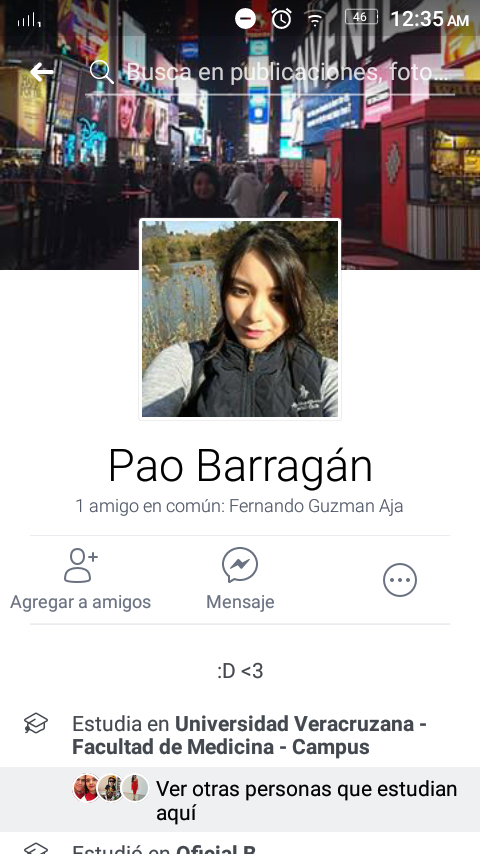 46 12:35 AM
Busca en publicaciones, foto...
Pao Barragán
1 amigo en común: Fernando Guzman Aja
Agregar a amigos
Mensaje
:D <3
Estudia en Universidad Veracruzana -
Facultad de Medicina - Campus
Ver otras personas que estudian
aquí
Estudió en Oficial B